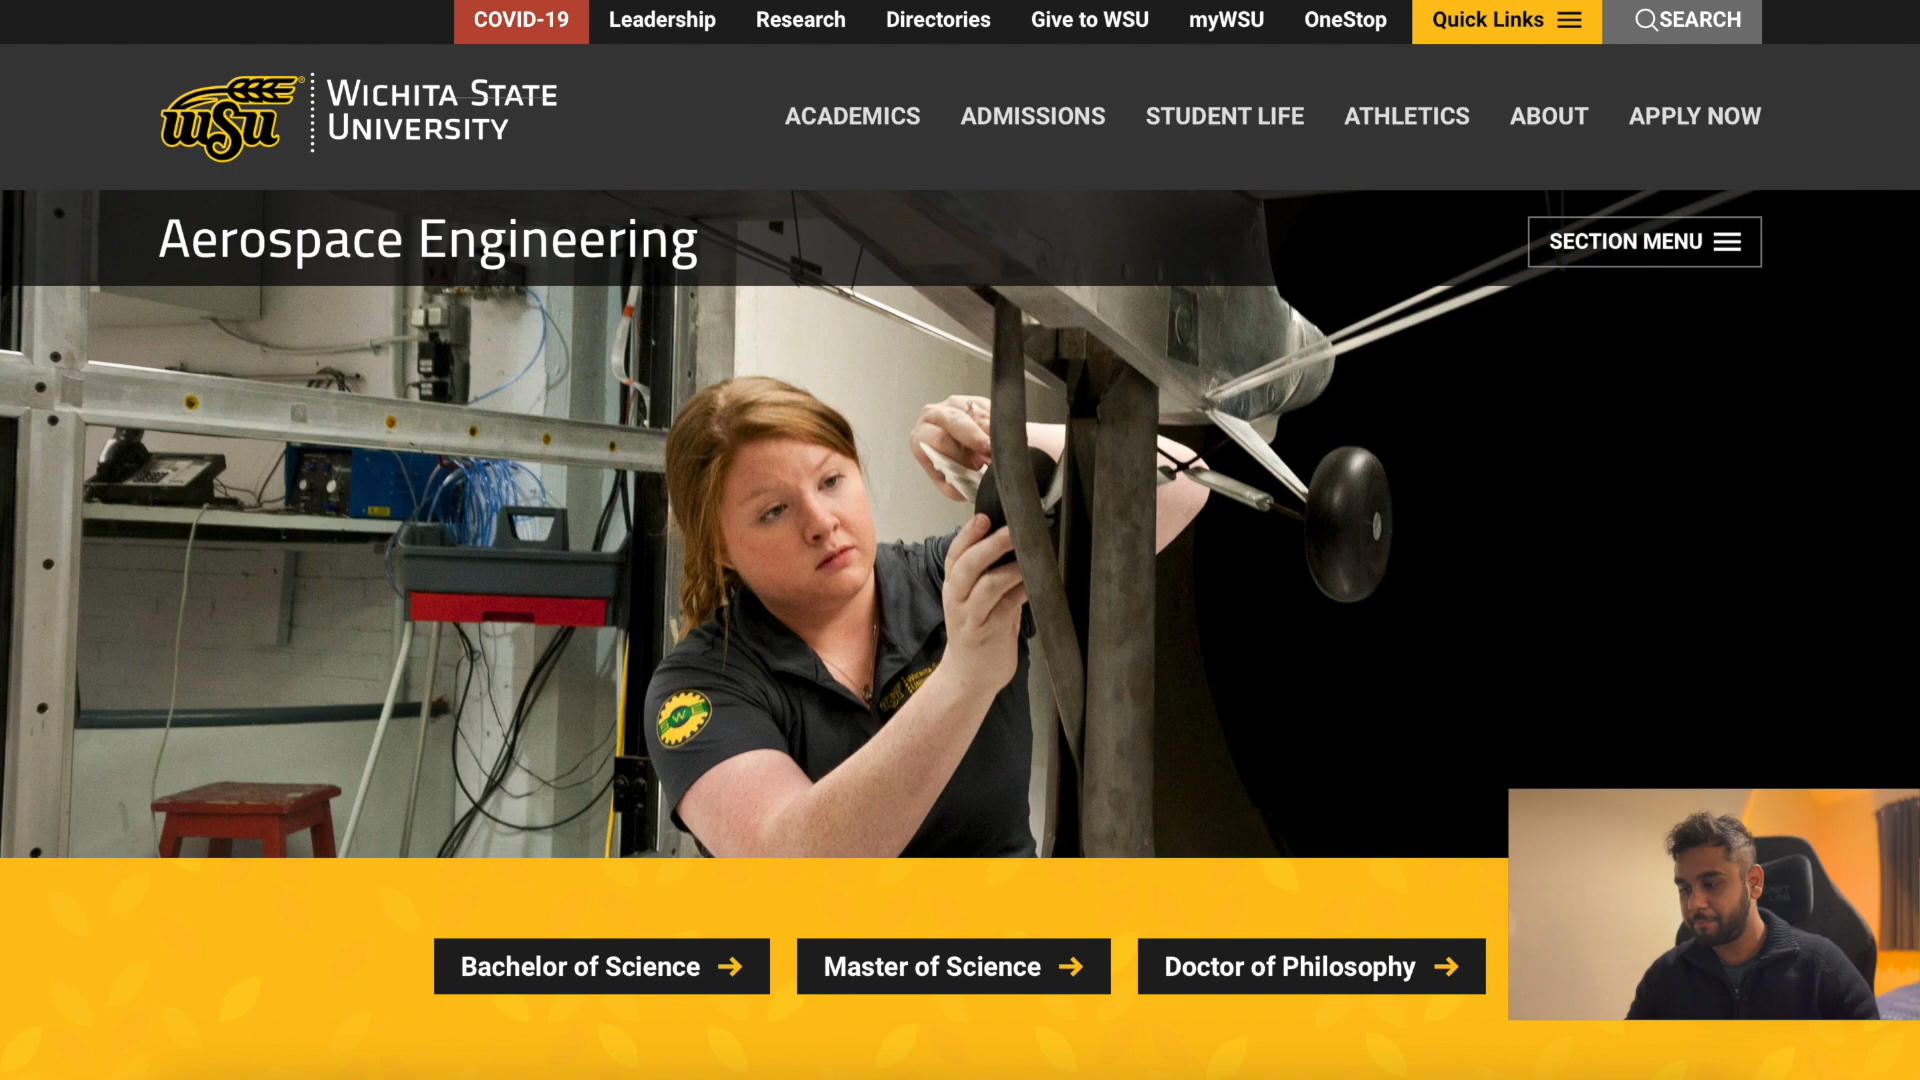 COVID-19 Leadership Research Directories Give to WSU myWSU OneStop Quick Links SEARCH
WSU
WICHITA STATE
UNIVERSITY
ACADEMICS ADMISSIONS STUDENT LIFE ATHLETICS ABOUT APPLY NOW
Aerospace Engineering
SECTION MENU
Bachelor of Science Master of Science Doctor of Philosophy